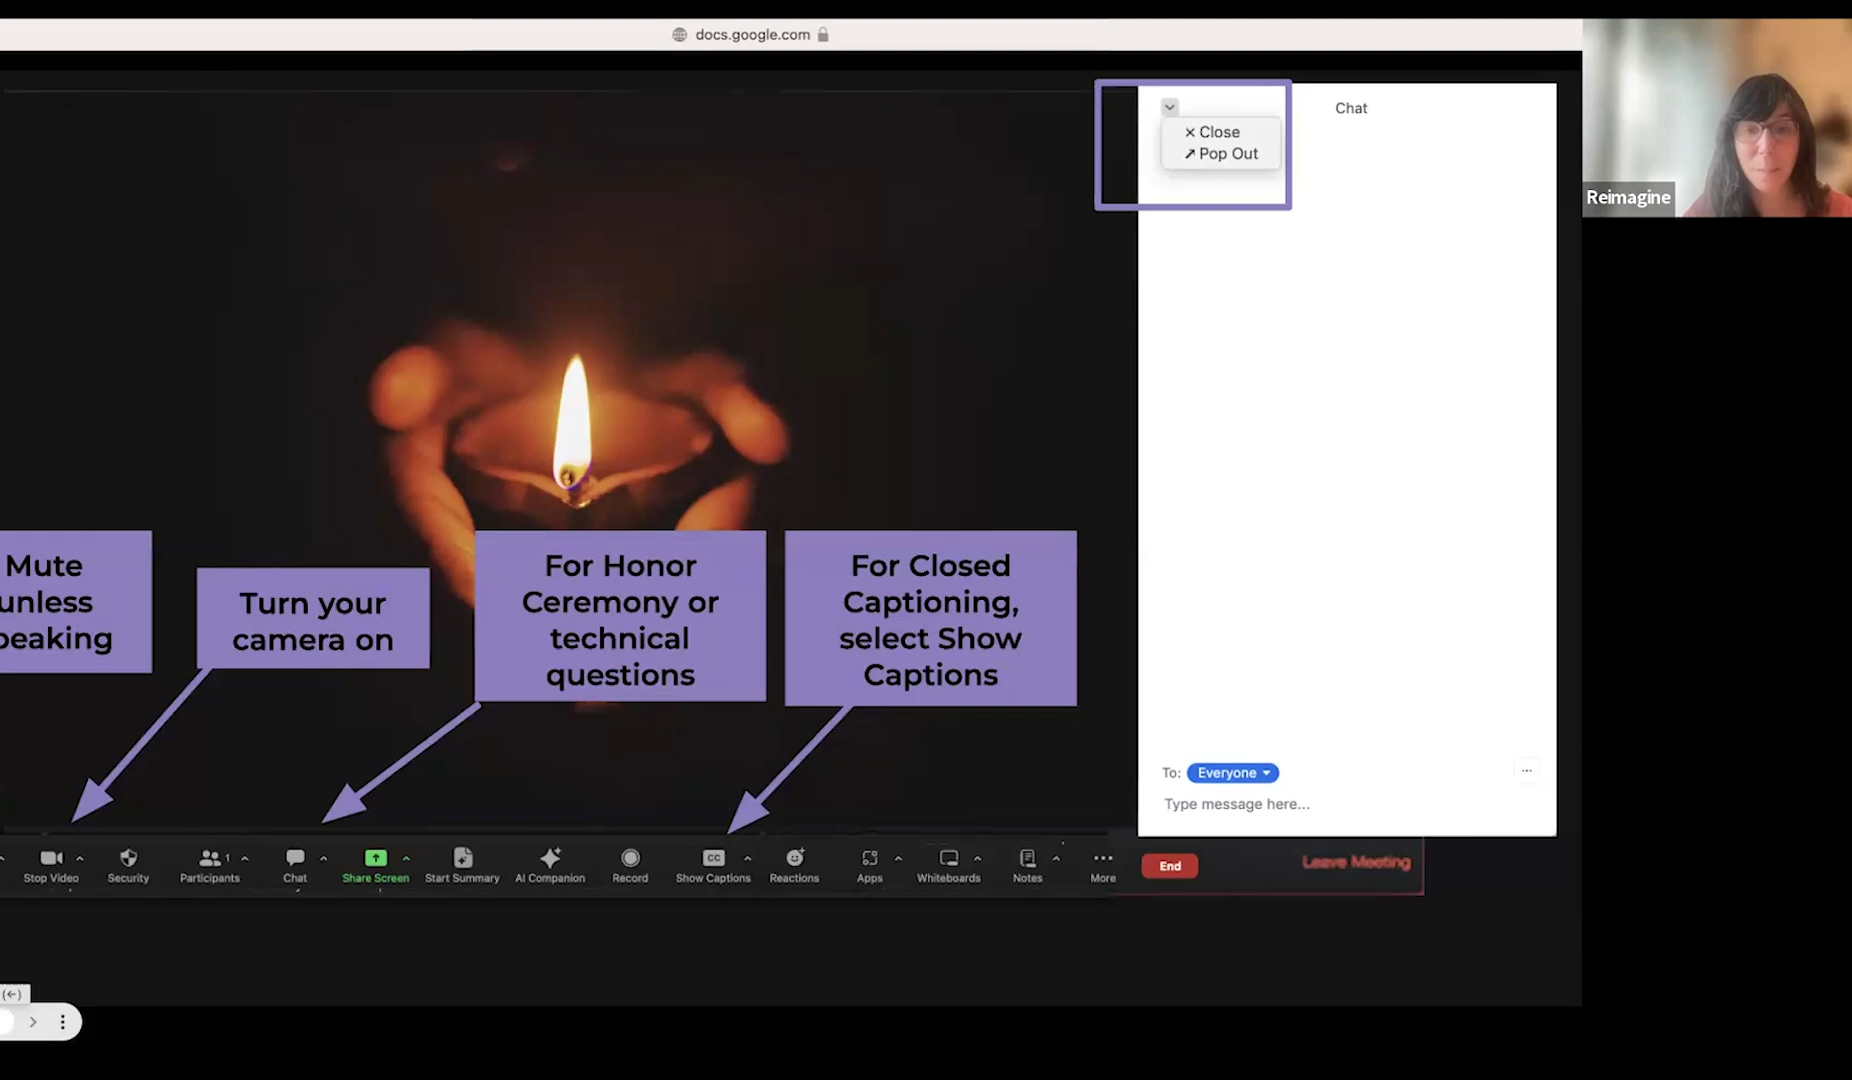 docs.google.com
Chat
× Close
↗ Pop Out
Reimagine
Mute
unless
peaking
Turn your
camera on
For Honor
Ceremony or
technical
questions
For Closed
Captioning,
select Show
Captions
To: Everyone
...
Type message here...
Stop Video
Security
1
Participants
Chat
Share Screen
Start Summary
AI Companion
Record
CC
Show Captions
Reactions
Apps
Whiteboards
Notes
More
End
Leave Meeting
(←)